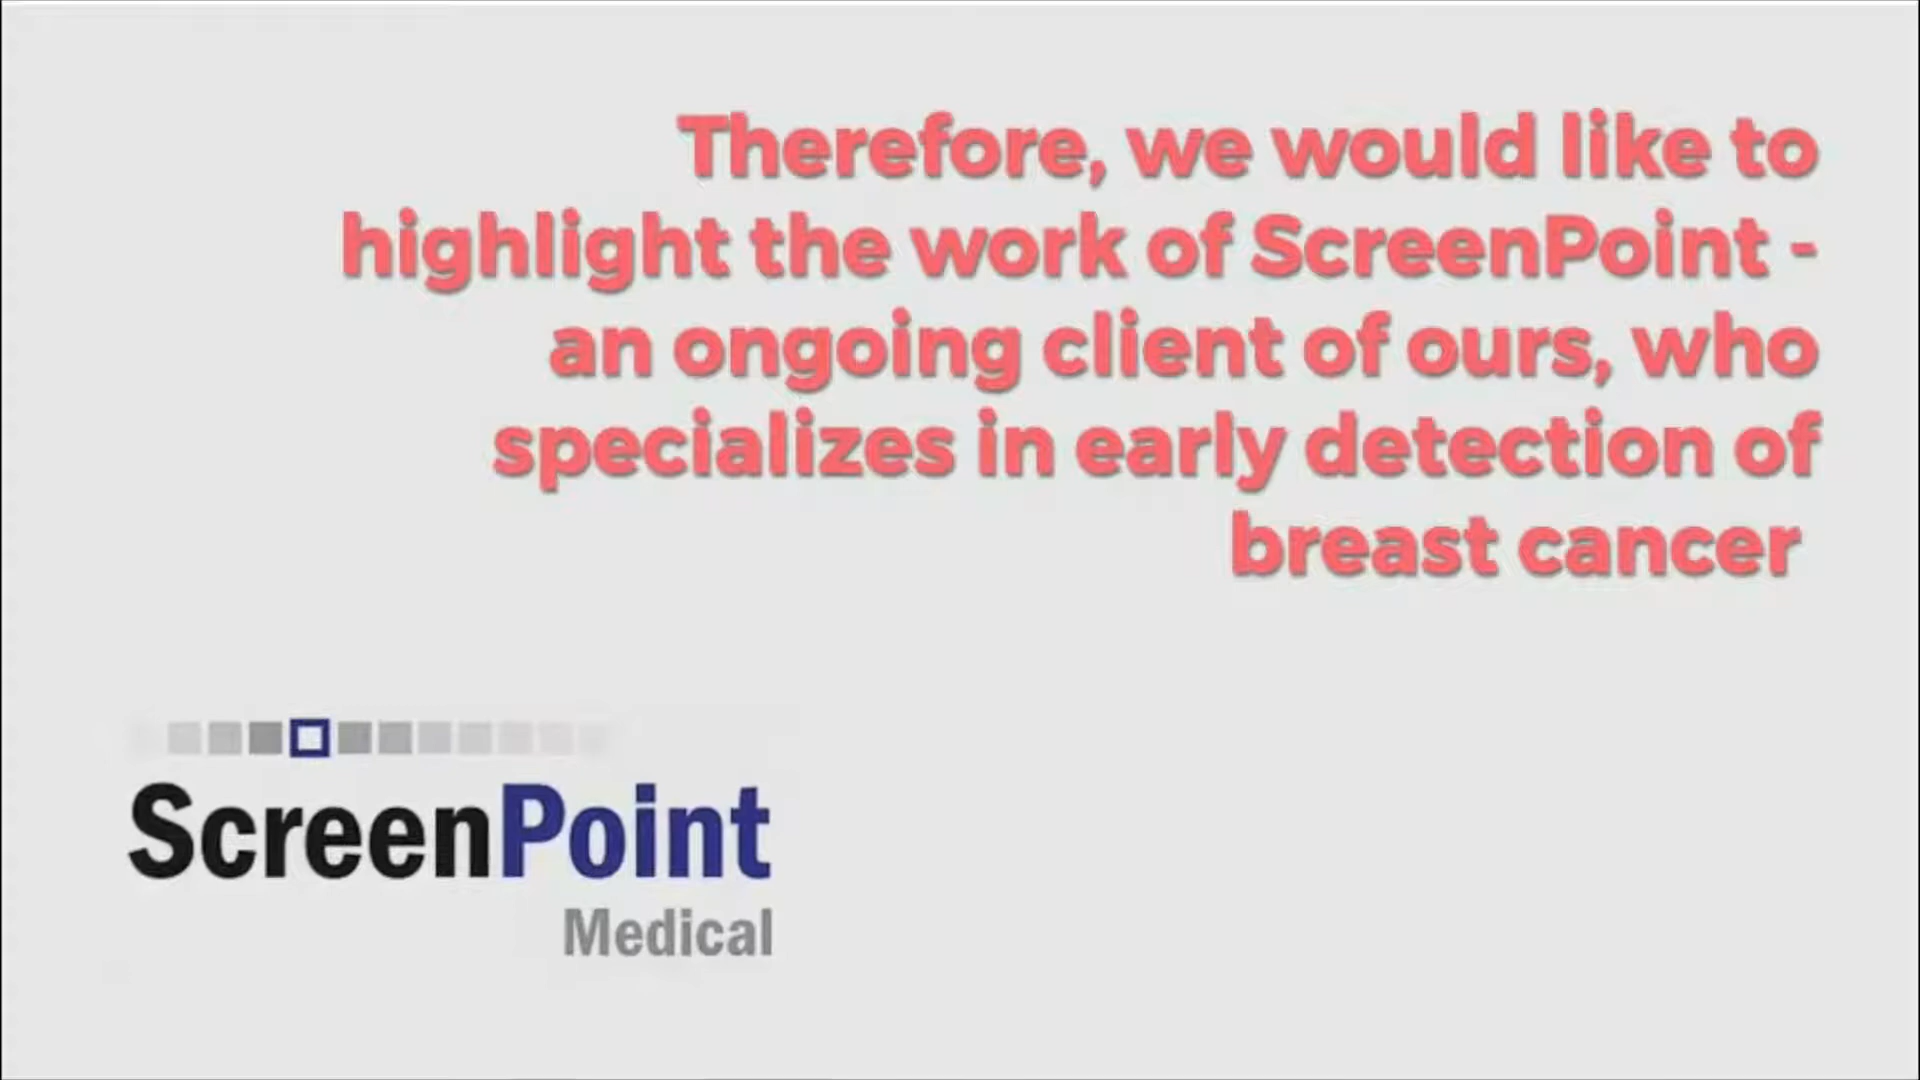 Therefore, we would like to
highlight the work of ScreenPoint -
an ongoing client of ours, who
specializes in early detection of
breast cancer
ScreenPoint
Medical